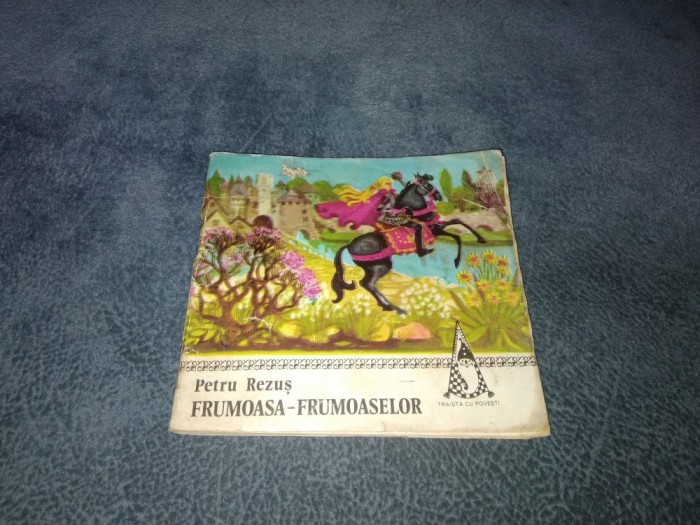 Petru Rezuș
FRUMOASA-FRUMOASELOR
TRAISTA CU POVEȘTI